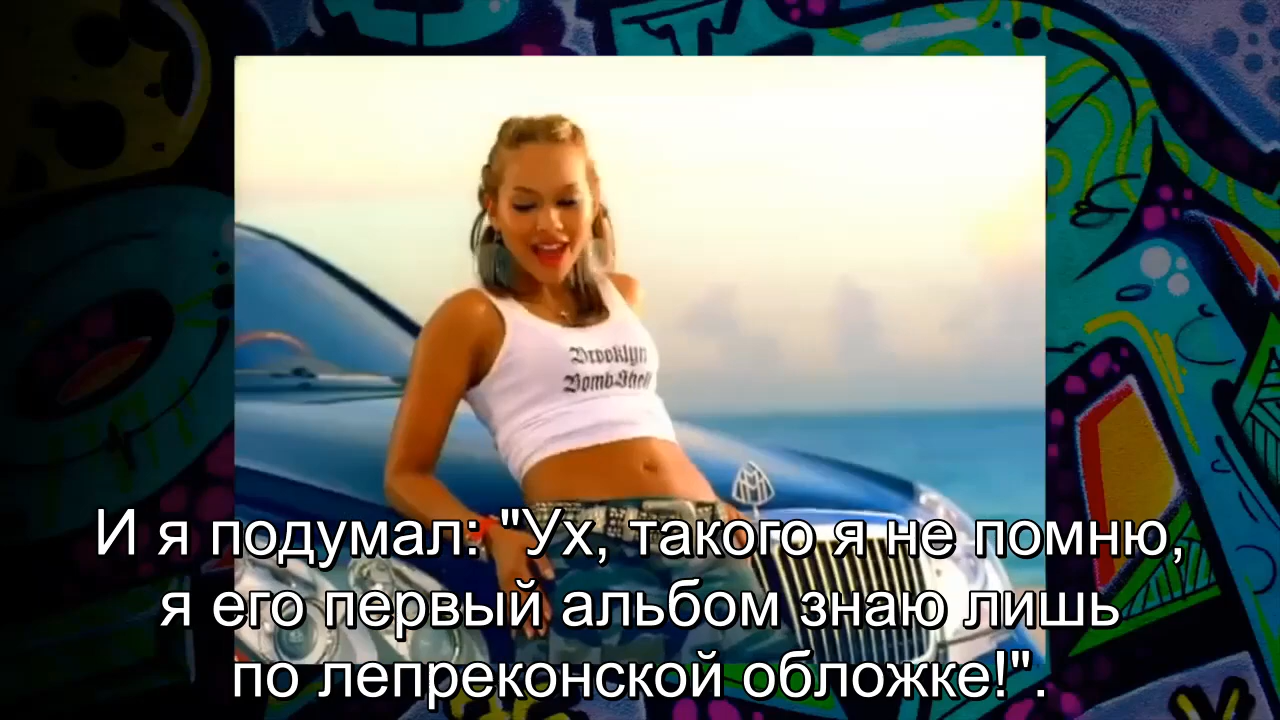 Brooklyn
BombShell
И я подумал: "Ух, такого я не помню,
я его первый альбом знаю лишь
по лепреконской обложке!".